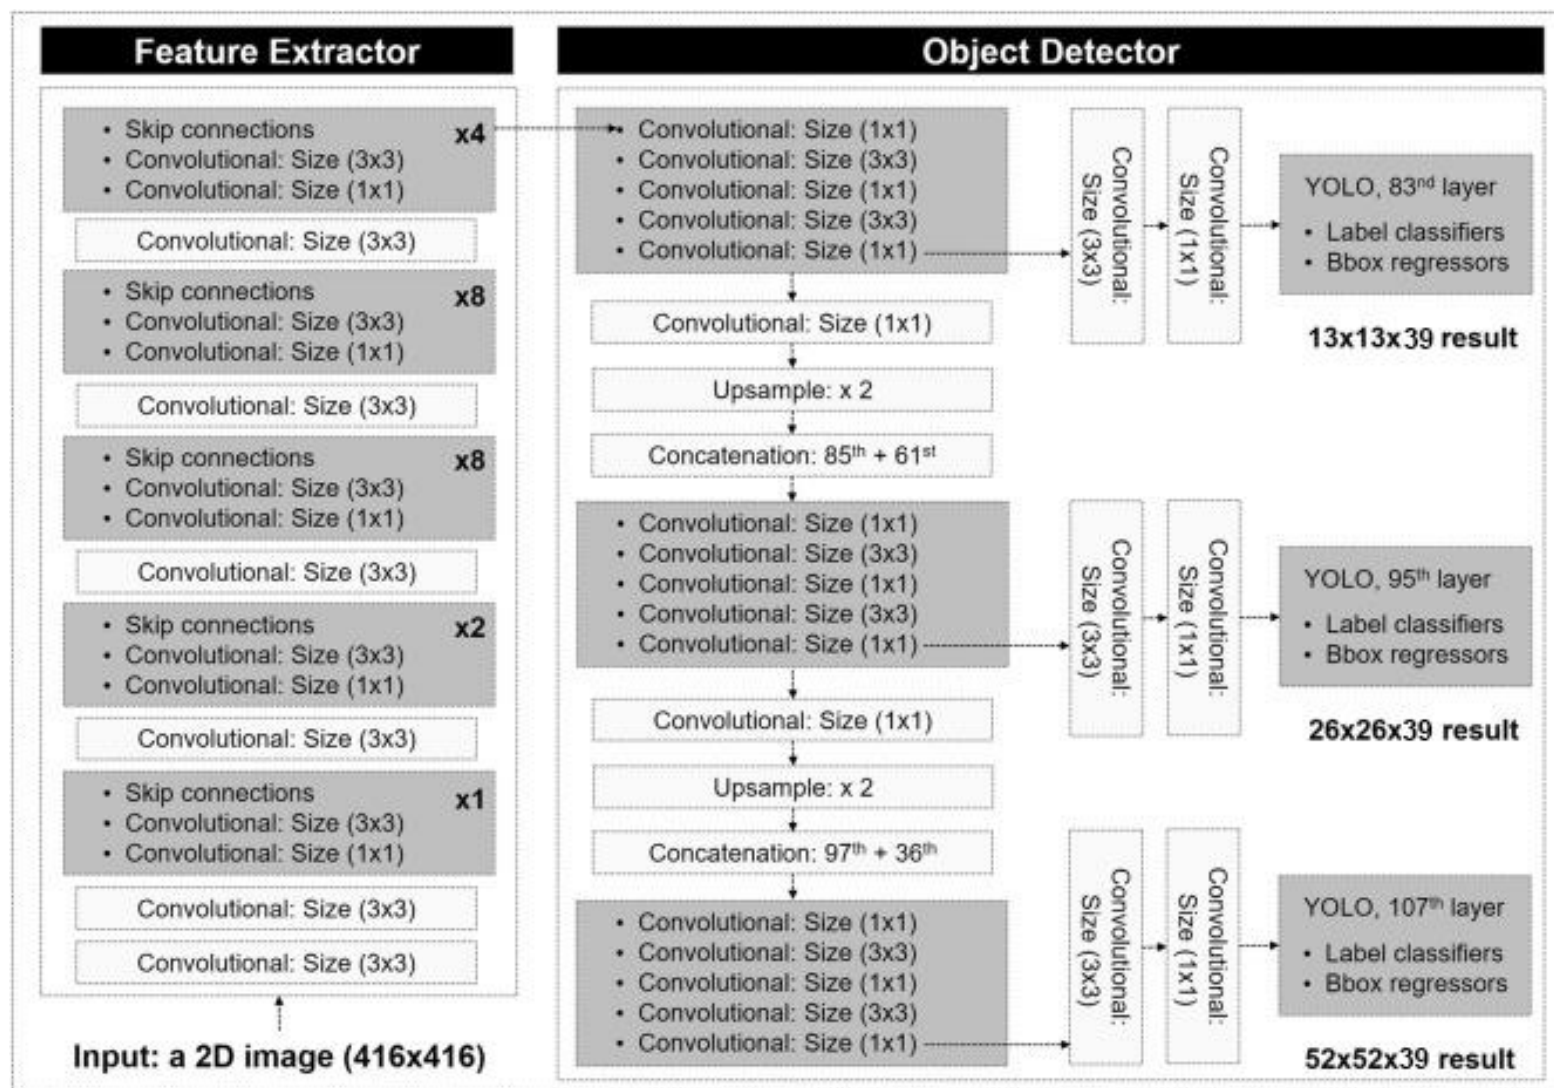 Feature Extractor
• Skip connections
x4
• Convolutional: Size (3x3)
• Convolutional: Size (1x1)
Convolutional: Size (3x3)
• Skip connections
x8
• Convolutional: Size (3x3)
• Convolutional: Size (1x1)
Convolutional: Size (3x3)
• Skip connections
x8
• Convolutional: Size (3x3)
• Convolutional: Size (1x1)
Convolutional: Size (3x3)
• Skip connections
x2
• Convolutional: Size (3x3)
• Convolutional: Size (1x1)
Convolutional: Size (3x3)
• Skip connections
x1
• Convolutional: Size (3x3)
• Convolutional: Size (1x1)
Convolutional: Size (3x3)
Convolutional: Size (3x3)
Input: a 2D image (416x416)
Object Detector
• Convolutional: Size (1x1)
• Convolutional: Size (3x3)
• Convolutional: Size (1x1)
• Convolutional: Size (3x3)
• Convolutional: Size (1x1)
Convolutional:
Size (3x3)
Convolutional:
Size (1x1)
YOLO, 83nd layer
• Label classifiers
• Bbox regressors
13x13x39 result
Convolutional: Size (1x1)
Upsample: x 2
Concatenation: 85th + 61st
• Convolutional: Size (1x1)
• Convolutional: Size (3x3)
• Convolutional: Size (1x1)
• Convolutional: Size (3x3)
• Convolutional: Size (1x1)
Convolutional:
Size (3x3)
Convolutional:
Size (1x1)
YOLO, 95th layer
• Label classifiers
• Bbox regressors
26x26x39 result
Convolutional: Size (1x1)
Upsample: x 2
Concatenation: 97th + 36th
• Convolutional: Size (1x1)
• Convolutional: Size (3x3)
• Convolutional: Size (1x1)
• Convolutional: Size (3x3)
• Convolutional: Size (1x1)
Convolutional:
Size (3x3)
Convolutional:
Size (1x1)
YOLO, 107th layer
• Label classifiers
• Bbox regressors
52x52x39 result